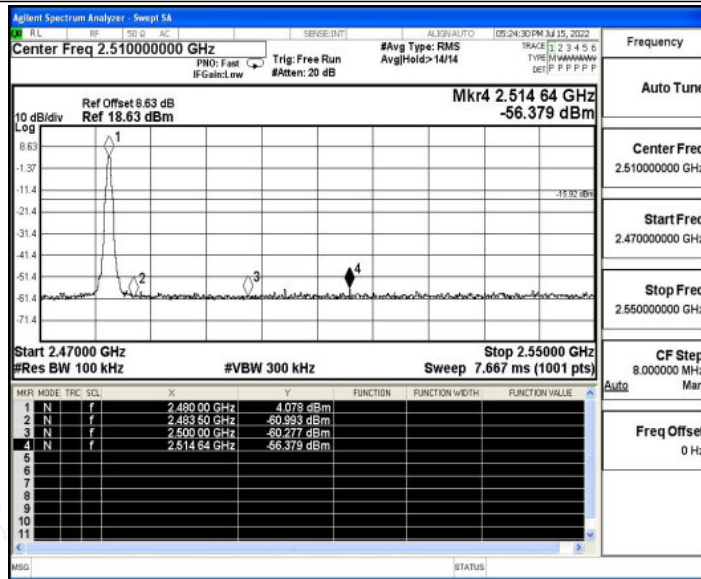 Agilent Spectrum Analyzer - Swept SA
RL RF 50 Ω AC SENSE:INT ALIGN AUTO 05:24:30 PM Jul 15, 2022
Center Freq 2.510000000 GHz
PNO: Fast
IFGain:Low
Trig: Free Run
#Atten: 20 dB
#Avg Type: RMS
Avg|Hold:>14/14
TRACE 1 2 3 4 5 6
TYPE M
DET P P P P P P
Ref Offset 8.63 dB
10 dB/div Ref 18.63 dBm
Log
Mkr4 2.514 64 GHz
-56.379 dBm
8.63
-1.37
-11.4
-21.4
-31.4
-41.4
-51.4
-61.4
-71.4
1
2
3
4
-15.92 dBm
Start 2.47000 GHz Stop 2.55000 GHz
#Res BW 100 kHz #VBW 300 kHz Sweep 7.667 ms (1001 pts)
MKR MODE TRC SCL X Y FUNCTION FUNCTION WIDTH FUNCTION VALUE
1 N f 2.480 00 GHz 4.078 dBm
2 N f 2.483 50 GHz -60.993 dBm
3 N f 2.500 00 GHz -60.277 dBm
4 N f 2.514 64 GHz -56.379 dBm
5
6
7
8
9
10
11
MSG STATUS
Frequency
Auto Tune
Center Freq
2.510000000 GHz
Start Freq
2.470000000 GHz
Stop Freq
2.550000000 GHz
CF Step
8.000000 MHz
Auto Man
Freq Offset
0 Hz